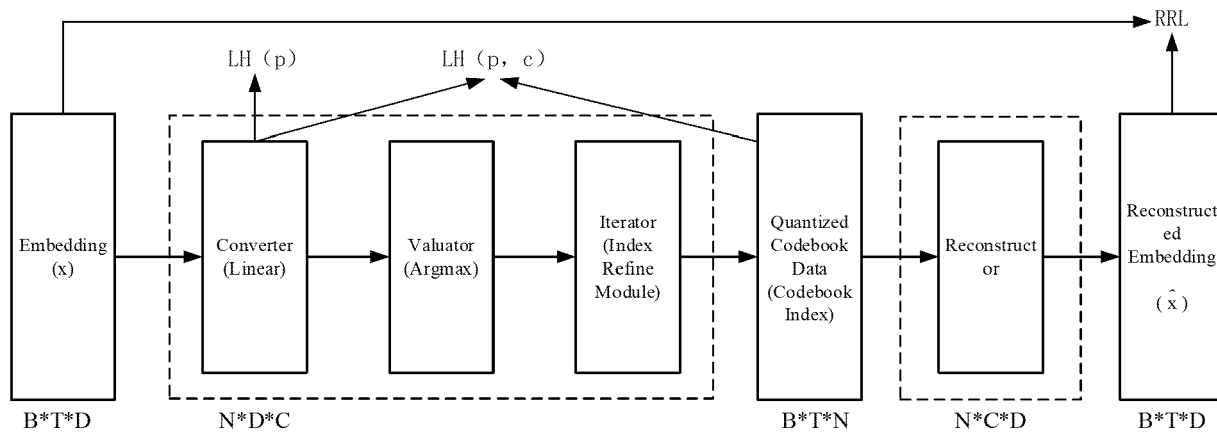 RRL
LH (p)
LH (p, c)
Embedding
(x)
Converter
(Linear)
Valuator
(Argmax)
Iterator
(Index
Refine
Module)
Quantized
Codebook
Data
(Codebook
Index)
Reconstruct
or
Reconstruct
ed
Embedding
(x̂)
B*T*D
N*D*C
B*T*N
N*C*D
B*T*D